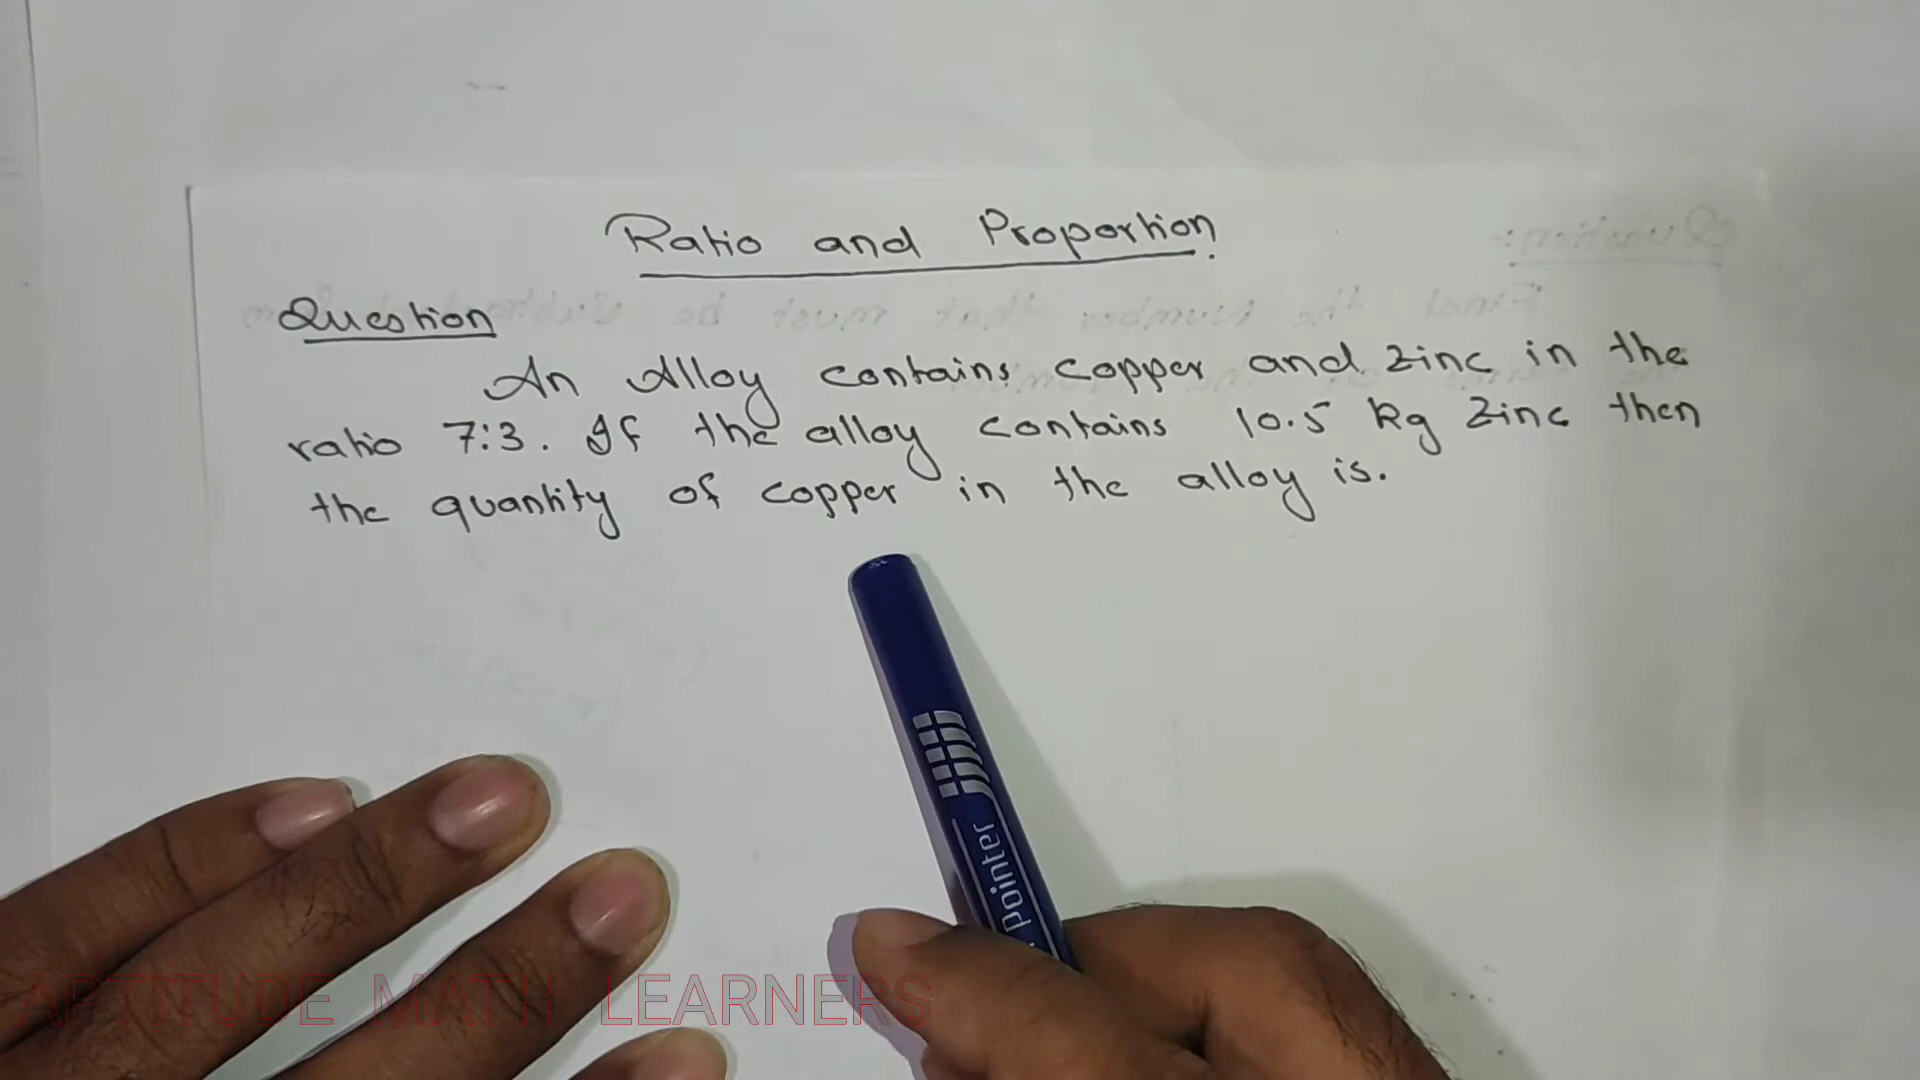 Ratio and Proportion.
Question
An Alloy contains copper and zinc in the
ratio 7:3. If the alloy contains 10.5 kg zinc then
the quantity of copper in the alloy is.
pointer
APTITUDE MATH LEARNERS